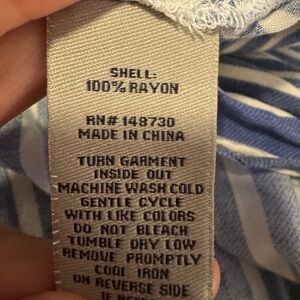 SHELL:
100% RAYON
RN# 148730
MADE IN CHINA
TURN GARMENT
INSIDE OUT
MACHINE WASH COLD
GENTLE CYCLE
WITH LIKE COLORS
DO NOT BLEACH
TUMBLE DRY LOW
REMOVE PROMPTLY
COOL IRON
ON REVERSE SIDE